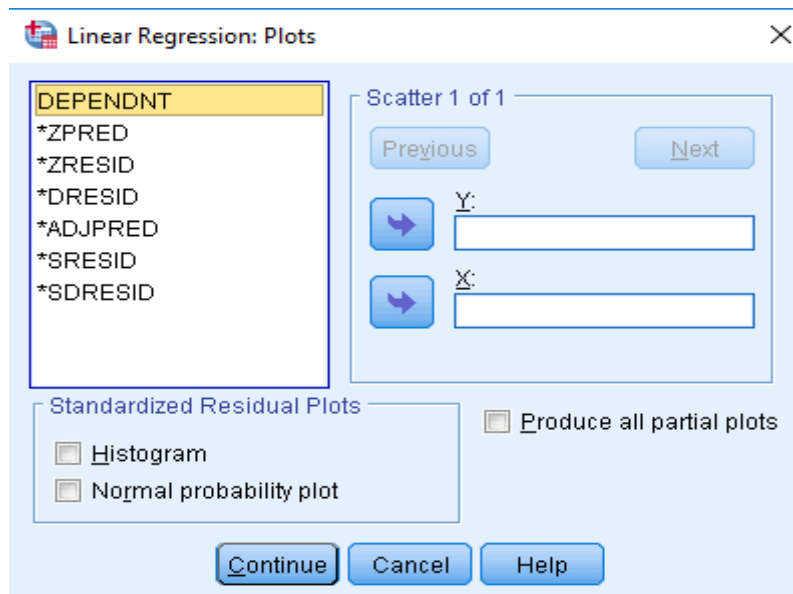 Linear Regression: Plots
DEPENDNT
*ZPRED
*ZRESID
*DRESID
*ADJPRED
*SRESID
*SDRESID
Scatter 1 of 1
Previous
Next
Y:
X:
Standardized Residual Plots
Histogram
Normal probability plot
Produce all partial plots
Continue
Cancel
Help